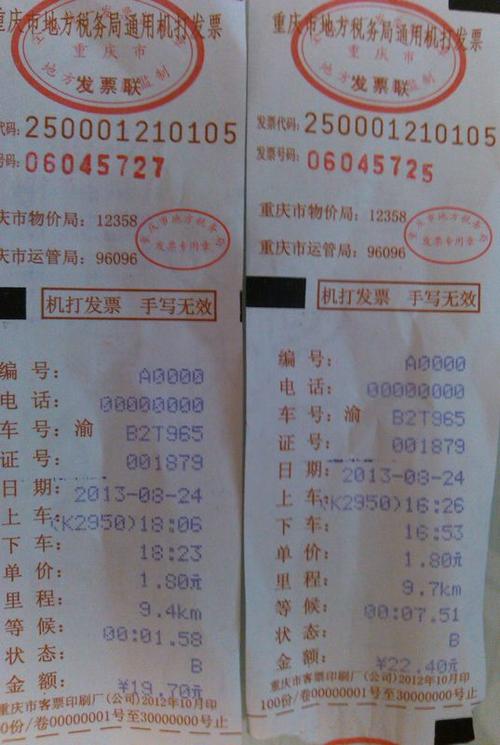 重庆市地方税务局通用机打发票
重庆市
发票联
代码: 250001210105
号码: 06045727
重庆市物价局: 12358
重庆市地方税务局
发票专用章
重庆市运管局: 96096
机打发票 手写无效
编号: A0000
电话: 00000000
车号: 渝 B2T965
证号: 001879
日期: 2013-08-24
上车: (K2950)18:06
下车: 18:23
单价: 1.80元
里程: 9.4km
等候: 00:01.58
状态: B
金额: ¥19.70元
重庆市客票印刷厂(公司)2012年10月印
00份/卷00000001号至30000000号止
重庆市地方税务局通用机打发票
重庆市
发票联
发票代码: 250001210105
发票号码: 06045725
重庆市物价局: 12358
重庆市地方税务局
发票专用章
重庆市运管局: 96096
机打发票 手写无效
编号: A0000
电话: 00000000
车号: 渝 B2T965
证号: 001879
日期: 2013-08-24
上车: (K2950)16:26
下车: 16:53
单价: 1.80元
里程: 9.7km
等候: 00:07.51
状态: B
金额: ¥22.40元
重庆市客票印刷厂(公司)2012年10月印
100份/卷00000001号至30000000号止